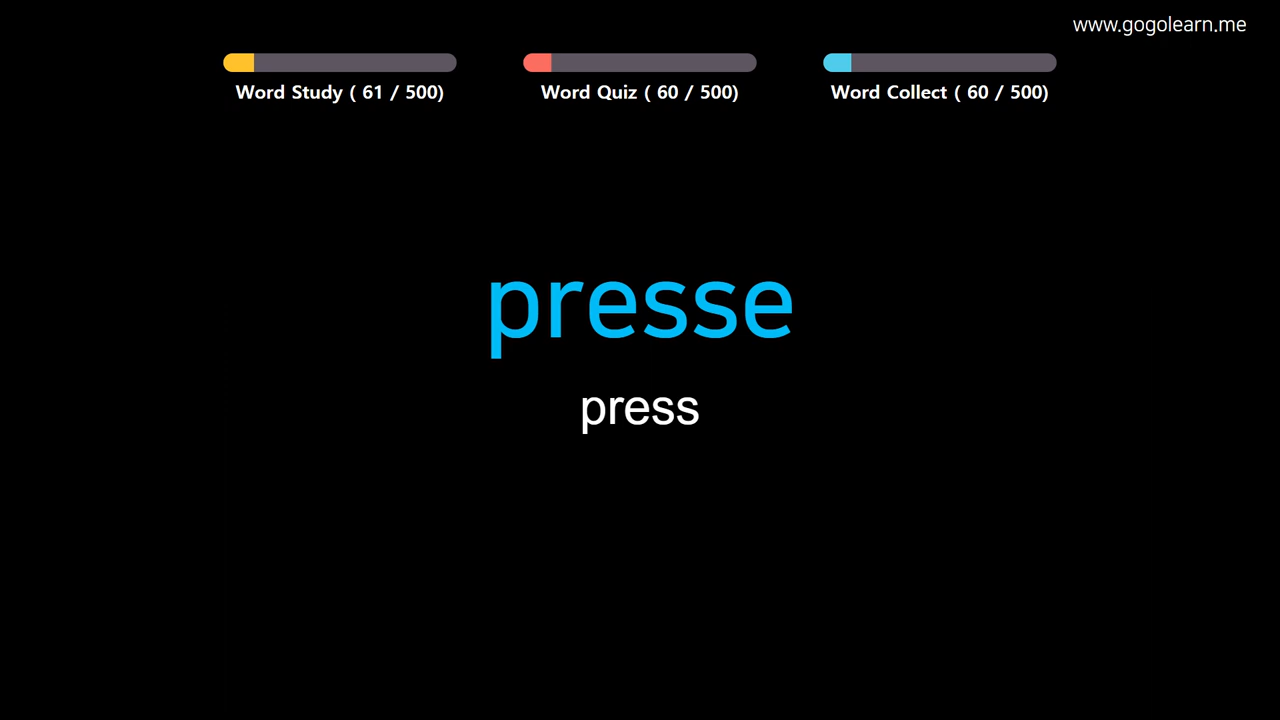 www.gogolearn.me
Word Study ( 61 / 500)
Word Quiz ( 60 / 500)
Word Collect ( 60 / 500)
presse
press